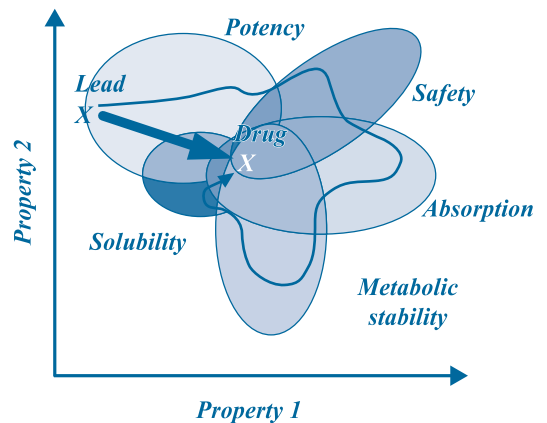 Potency
Lead
X
Safety
Drug
X
Absorption
Solubility
Metabolic
stability
Property 2
Property 1